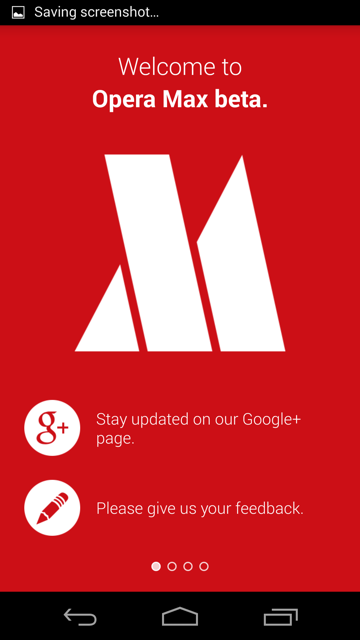 Saving screenshot...
Welcome to
Opera Max beta.
g+
Stay updated on our Google+
page.
Please give us your feedback.